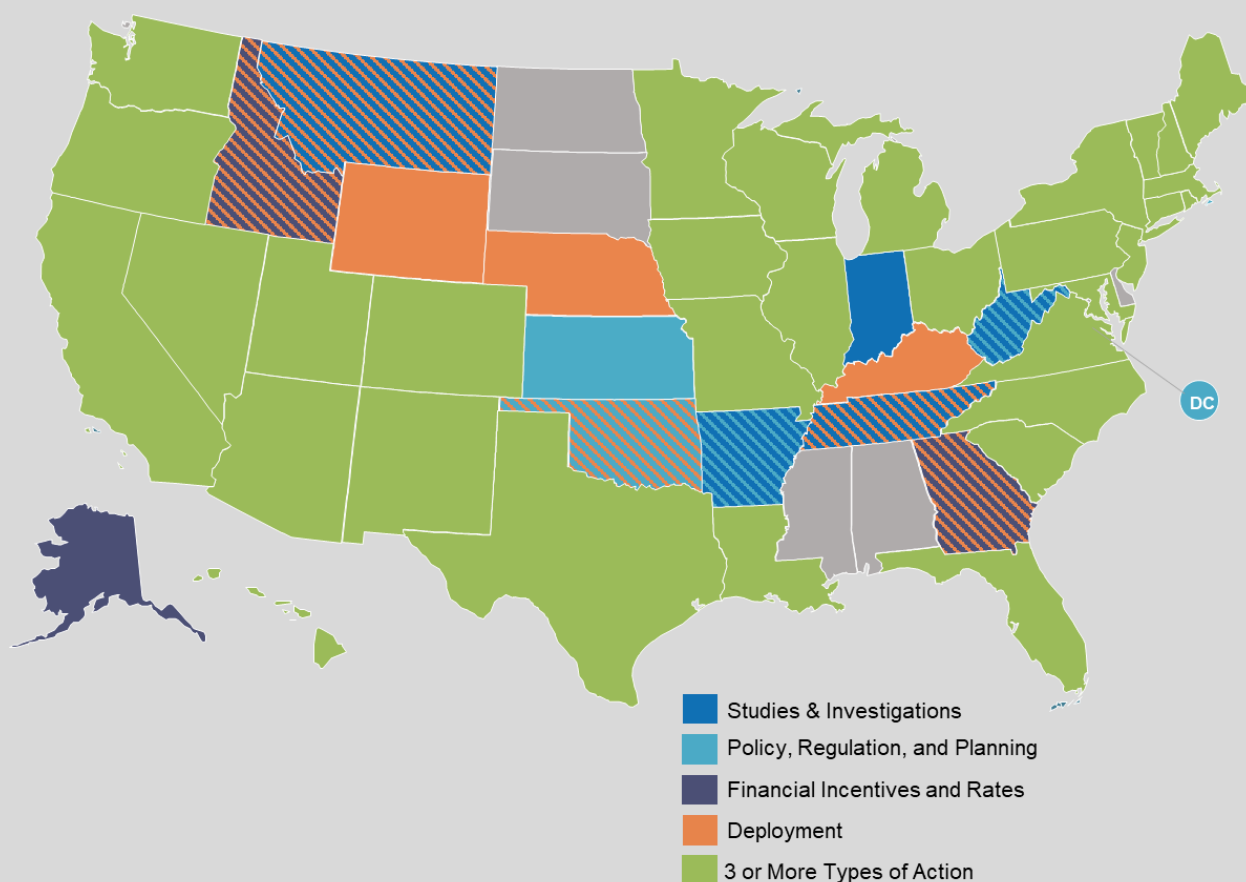 DC
Studies & Investigations
Policy, Regulation, and Planning
Financial Incentives and Rates
Deployment
3 or More Types of Action